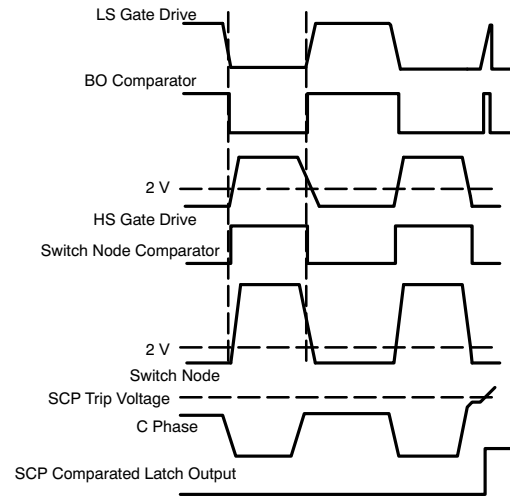 LS Gate Drive
BO Comparator
2 V
HS Gate Drive
Switch Node Comparator
2 V
Switch Node
SCP Trip Voltage
C Phase
SCP Comparated Latch Output